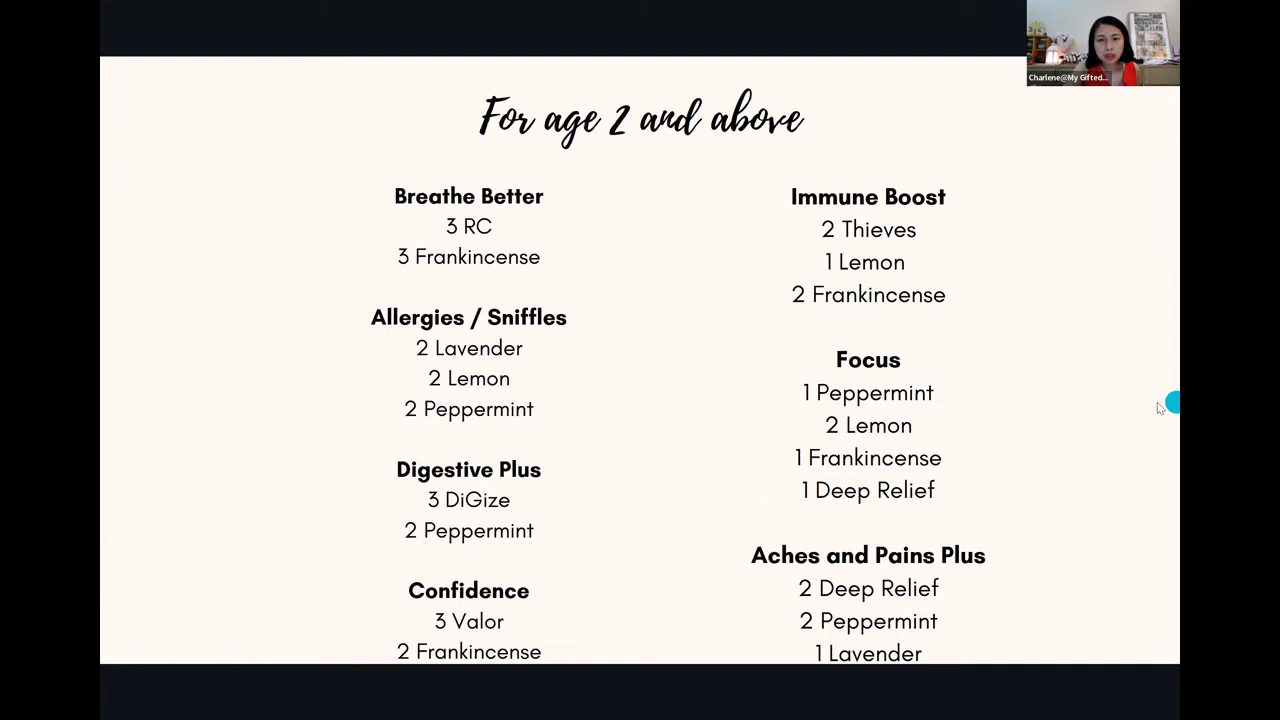 For age 2 and above
Breathe Better
3 RC
3 Frankincense
Allergies / Sniffles
2 Lavender
2 Lemon
2 Peppermint
Digestive Plus
3 DiGize
2 Peppermint
Confidence
3 Valor
2 Frankincense
Immune Boost
2 Thieves
1 Lemon
2 Frankincense
Focus
1 Peppermint
2 Lemon
1 Frankincense
1 Deep Relief
Aches and Pains Plus
2 Deep Relief
2 Peppermint
1 Lavender
Charlene@My Gifted...